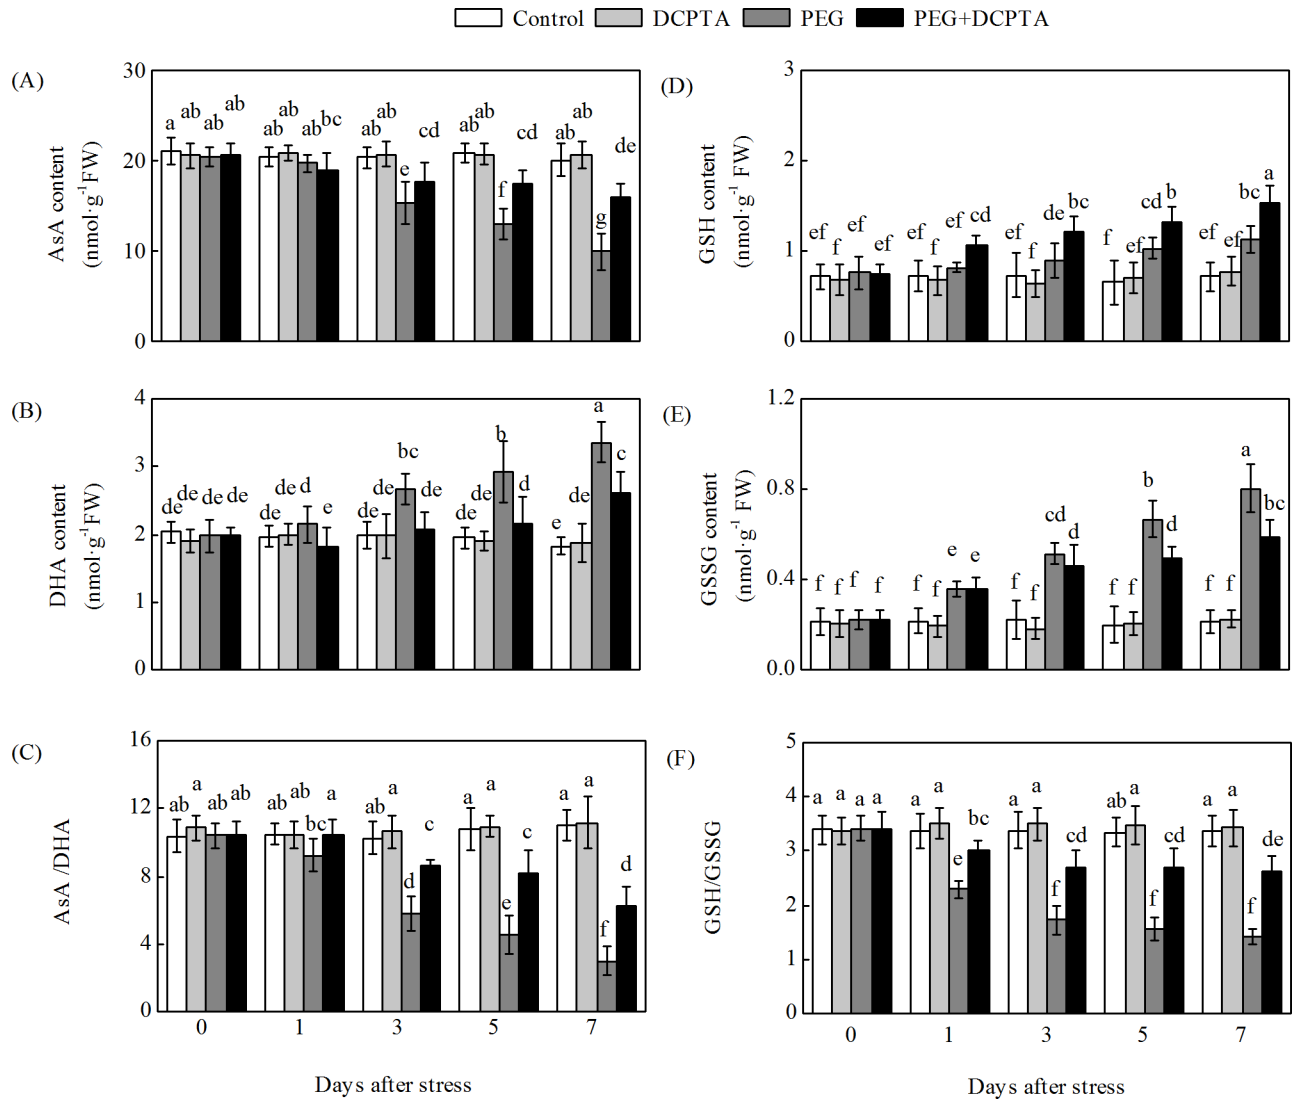 Control DCPTA PEG PEG+DCPTA
(A)
AsA content
(nmol·g-1FW)
30
20
10
0
a ab ab ab
ab ab ab bc
ab ab e cd
ab ab f cd
ab ab g de
(D)
GSH content
(nmol·g-1FW)
3
2
1
0
ef f ef ef
ef f ef cd
ef f de bc
f ef cd b
ef ef bc a
(B)
DHA content
(nmol·g-1FW)
4
3
2
1
0
de de de de
de de d e
de de bc de
de de b d
e de a c
(E)
GSSG content
(nmol·g-1 FW)
1.2
0.8
0.4
0.0
f f f f
f f e e
f f cd d
f f b d
f f a bc
(C)
AsA /DHA
16
12
8
4
0
ab a ab ab
ab ab bc a
ab a d c
a a e c
a a f d
0 1 3 5 7
Days after stress
(F)
GSH/GSSG
5
4
3
2
1
0
a a a a
a a e bc
a a f cd
ab a f cd
a a f de
0 1 3 5 7
Days after stress